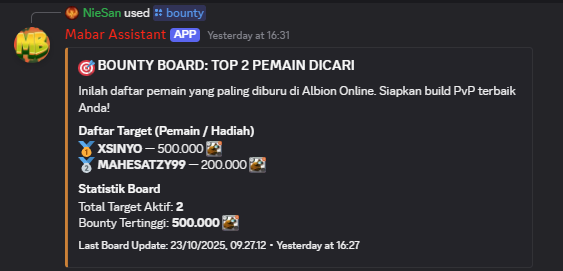 NieSan used bounty
MB
Mabar Assistant APP Yesterday at 16:31
BOUNTY BOARD: TOP 2 PEMAIN DICARI
Inilah daftar pemain yang paling diburu di Albion Online. Siapkan build PvP terbaik
Anda!
Daftar Target (Pemain / Hadiah)
1 XSINYO — 500.000
2 MAHESATZY99 — 200.000
Statistik Board
Total Target Aktif: 2
Bounty Tertinggi: 500.000
Last Board Update: 23/10/2025, 09.27.12 • Yesterday at 16:27